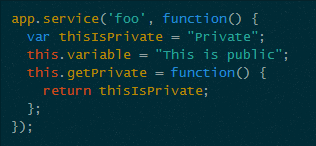 app.service('foo', function() {
  var thisIsPrivate = "Private";
  this.variable = "This is public";
  this.getPrivate = function() {
    return thisIsPrivate;
  };
});